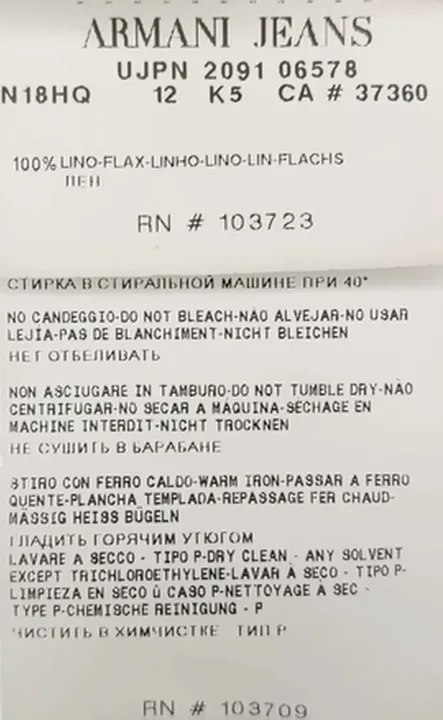 ARMANI JEANS
UJPN 2091 06578
N18HQ 12 K5 CA # 37360
100% LINO-FLAX-LINHO-LINO-LIN-FLACHS
ЛЕН
RN # 103723
СТИРКА В СТИРАЛЬНОЙ МАШИНЕ ПРИ 40°
NO CANDEGGIO-DO NOT BLEACH-NÃO ALVEJAR-NO USAR
LEJÍA-PAS DE BLANCHIMENT-NICHT BLEICHEN
НЕ ОТБЕЛИВАТЬ
NON ASCIUGARE IN TAMBURO-DO NOT TUMBLE DRY-NÃO
CENTRIFUGAR-NO SECAR A MÁQUINA-SÈCHAGE EN
MACHINE INTERDIT-NICHT TROCKNEN
НЕ СУШИТЬ В БАРАБАНЕ
STIRO CON FERRO CALDO-WARM IRON-PASSAR A FERRO
QUENTE-PLANCHA TEMPLADA-REPASSAGE FER CHAUD-
MÄSSIG HEISS BÜGELN
ГЛАДИТЬ ГОРЯЧИМ УТЮГОМ
LAVARE A SECCO - TIPO P-DRY CLEAN - ANY SOLVENT
EXCEPT TRICHLOROETHYLENE-LAVAR À SECO - TIPO P-
LIMPIEZA EN SECO Ü CASO P-NETTOYAGE À SEC -
TYPE P-CHEMISCHE REINIGUNG - P
ЧИСТИТЬ В ХИМЧИСТКЕ ТИП P
RN # 103709